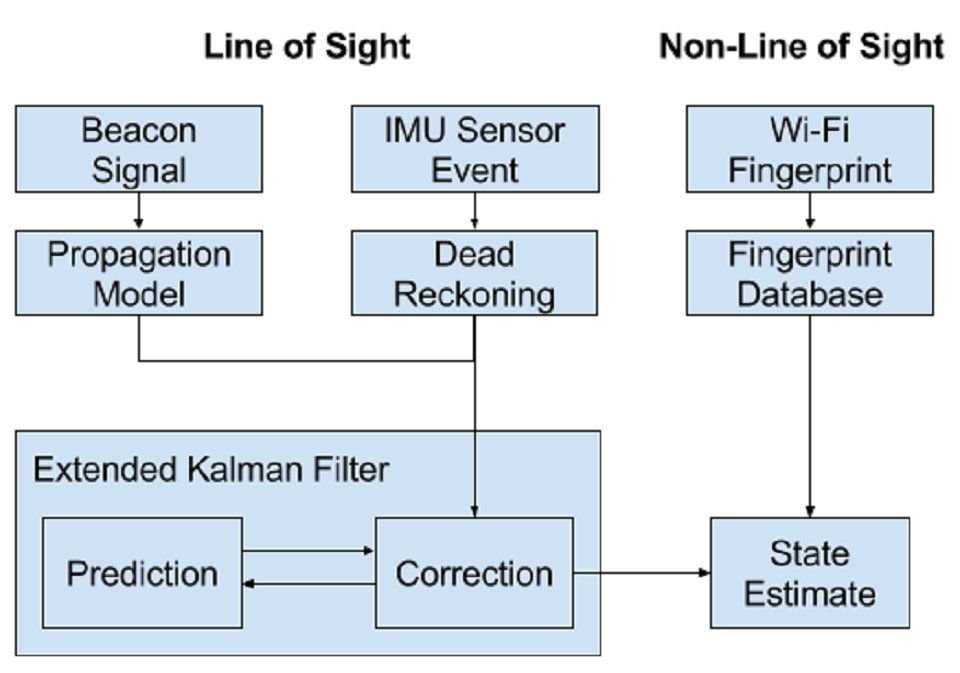 Line of Sight
Non-Line of Sight
Beacon
Signal
IMU Sensor
Event
Wi-Fi
Fingerprint
Propagation
Model
Dead
Reckoning
Fingerprint
Database
Extended Kalman Filter
Prediction
Correction
State
Estimate